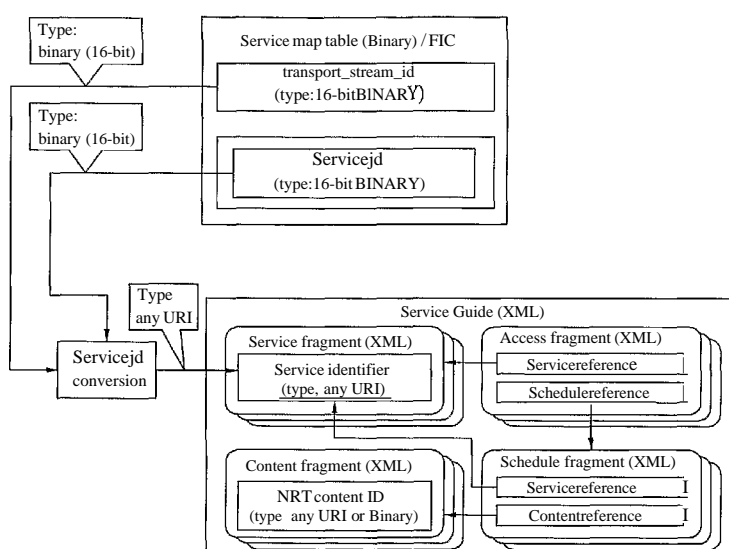 Type:
binary (16-bit)
Service map table (Binary) / FIC
transport_stream_id
(type:16-bitBINARY)
Type:
binary (16-bit)
Servicejd
(type:16-bit BINARY)
Type
any URI
Servicejd
conversion
Service Guide (XML)
Service fragment (XML)
Service identifier
(type, any URI)
Access fragment (XML)
Servicereference
Schedulereference
Content fragment (XML)
NRT content ID
(type any URI or Binary)
Schedule fragment (XML)
Servicereference
Contentreference